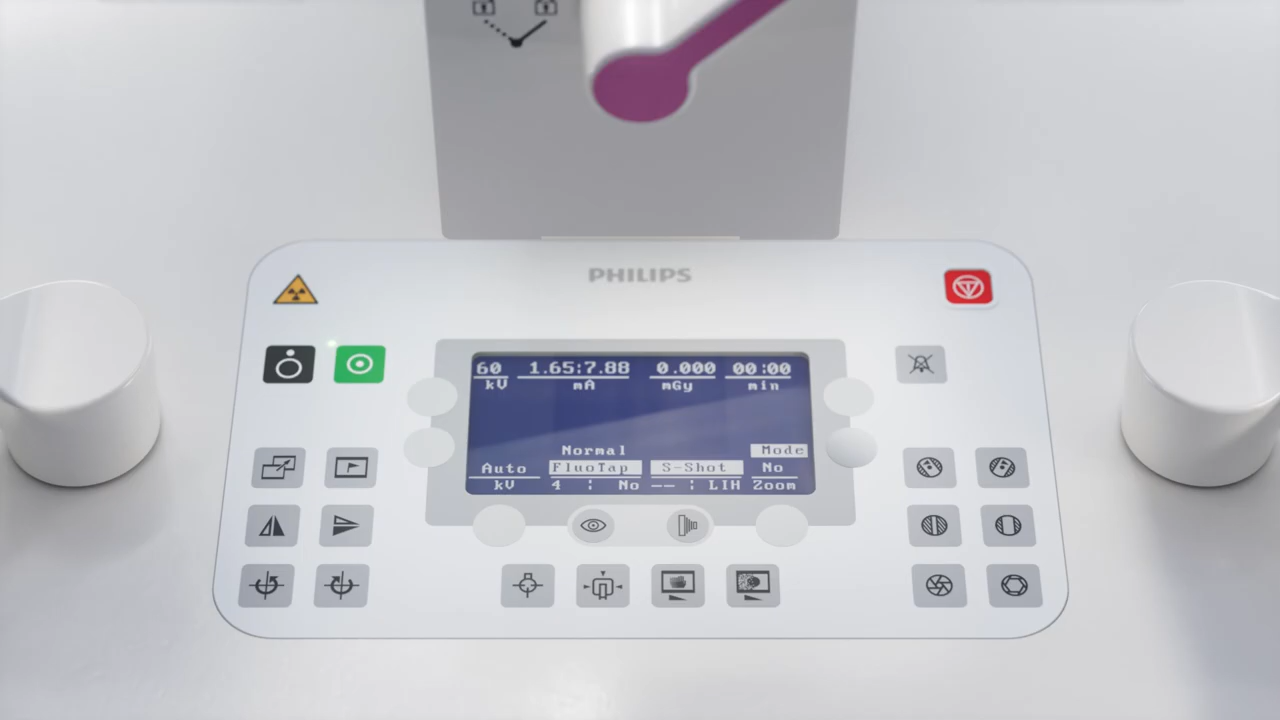 PHILIPS
60 1.65:7.88 0.000 00:00
kV mA mGy min
Normal Mode
Auto FluoTap S-Shot No
kV 4 : No -- : LIH Zoom